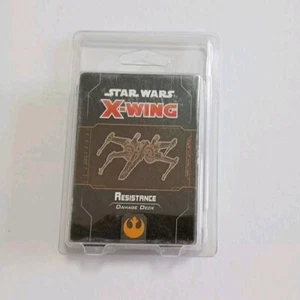 STAR WARS
X-WING
RESISTANCE
DAMAGE DECK